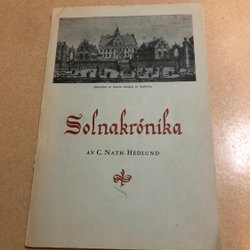 Solnakrönika
AV C. NATH. HEDLUND